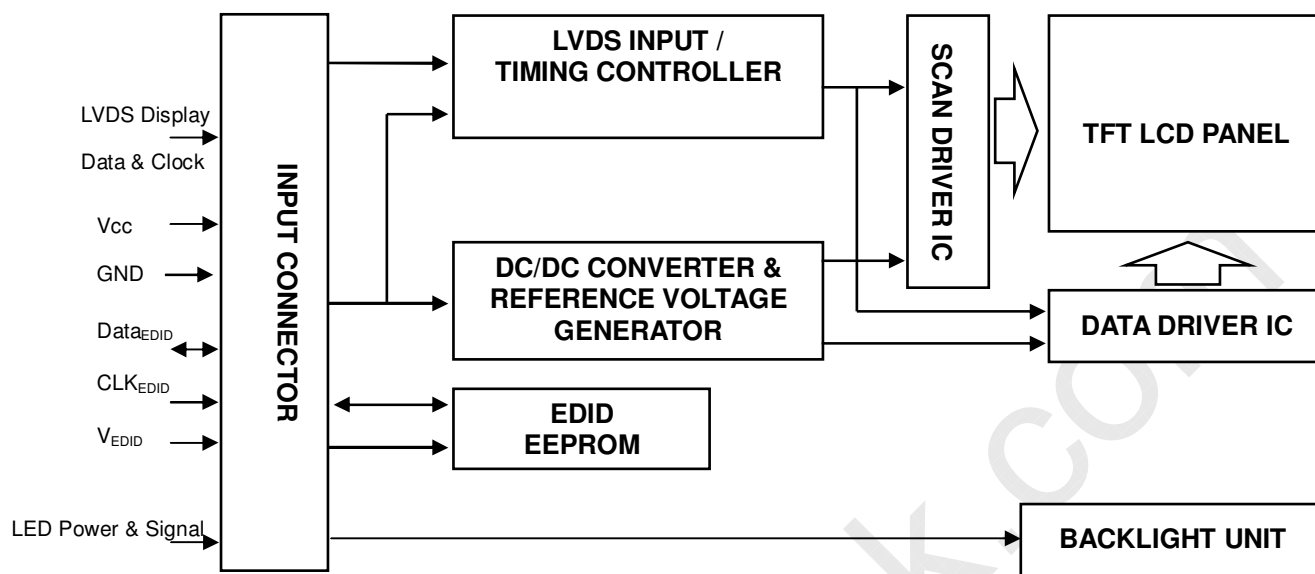 LVDS Display
Data & Clock
Vcc
GND
DataEDID
CLKEDID
VEDID
LED Power & Signal
INPUT CONNECTOR
LVDS INPUT /
TIMING CONTROLLER
DC/DC CONVERTER &
REFERENCE VOLTAGE
GENERATOR
EDID
EEPROM
SCAN DRIVER IC
TFT LCD PANEL
DATA DRIVER IC
BACKLIGHT UNIT
k.com